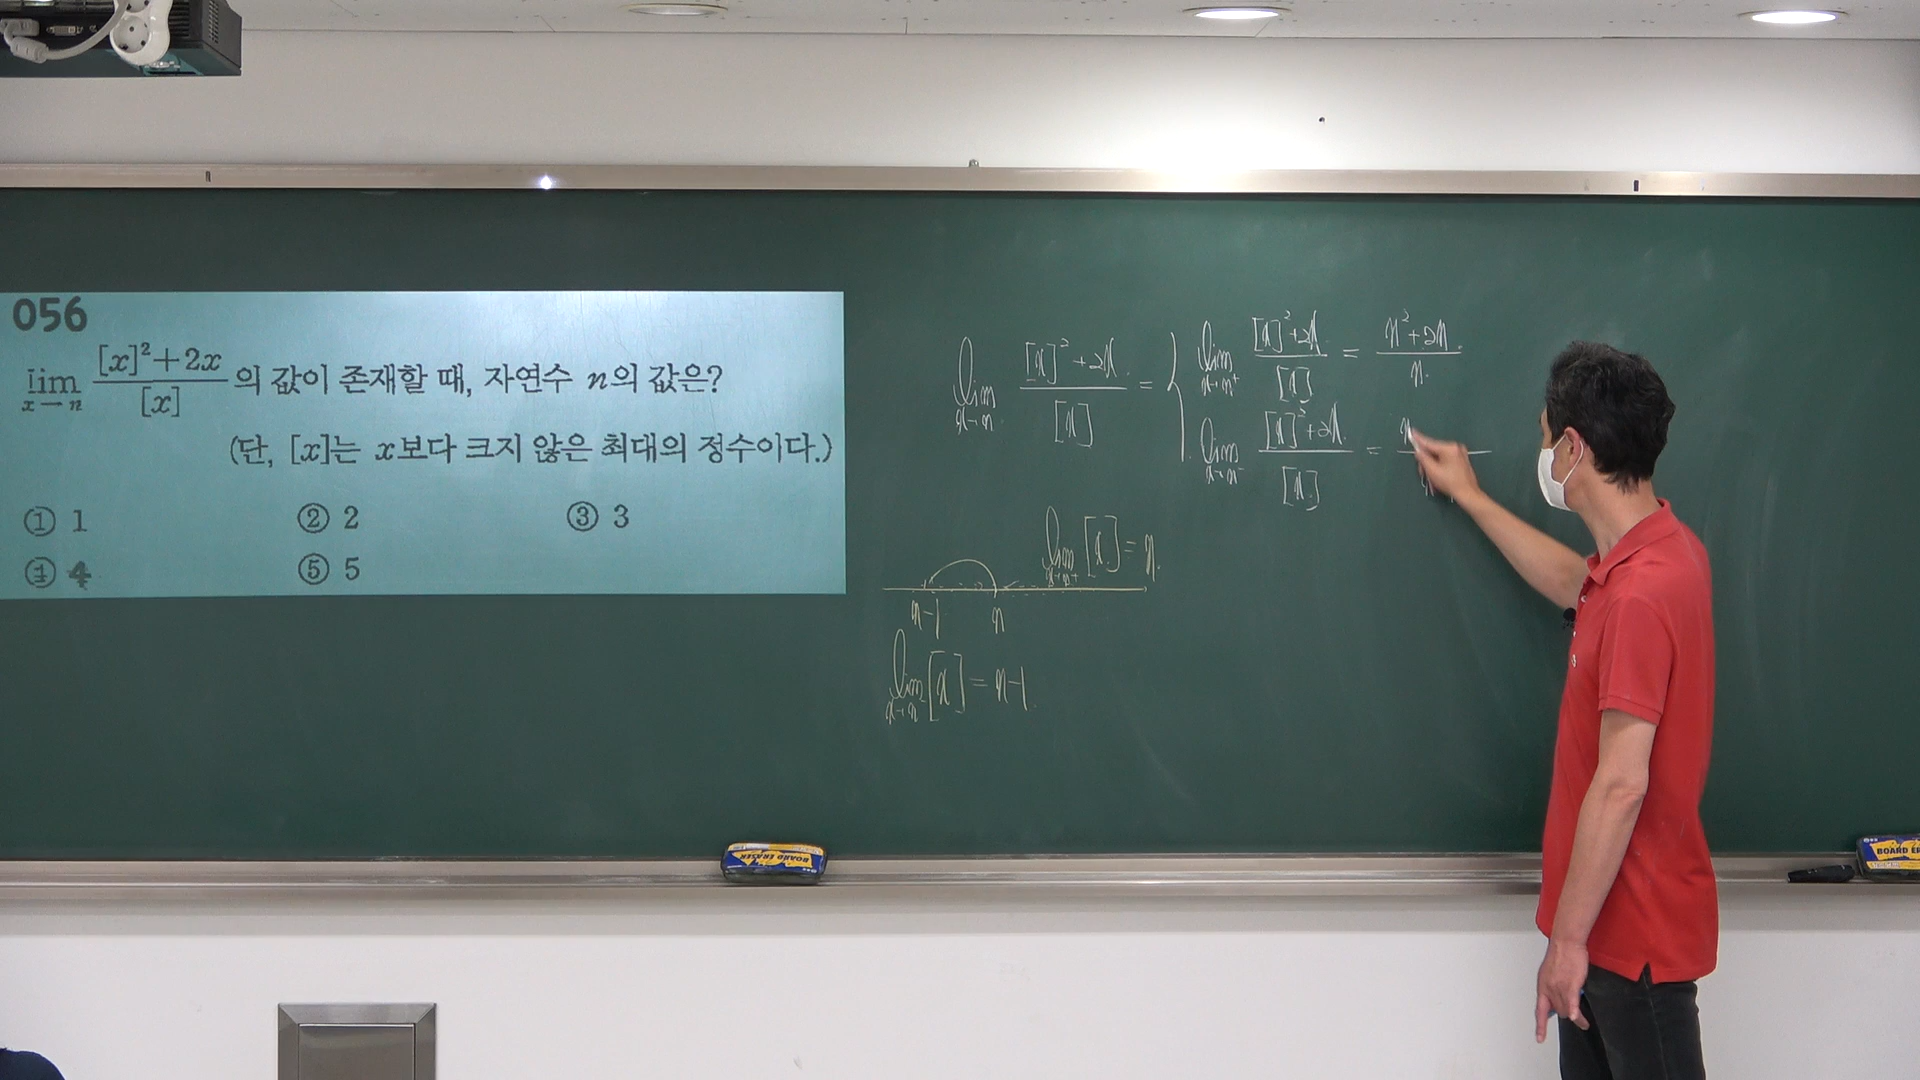 056
lim x→n [x]²+2x / [x] 의 값이 존재할 때, 자연수 n의 값은?
(단, [x]는 x보다 크지 않은 최대의 정수이다.)
① 1 ② 2 ③ 3
④ 4 ⑤ 5
lim x→n [x]²+2x / [x] = { lim x→n⁺ [x]²+2x / [x] = n²+2n / n
lim x→n⁻ [x]²+2x / [x] = n
lim x→n⁺ [x] = n
n-1 n
lim x→n⁻ [x] = n-1
BOARD ERASER
BOARD ER